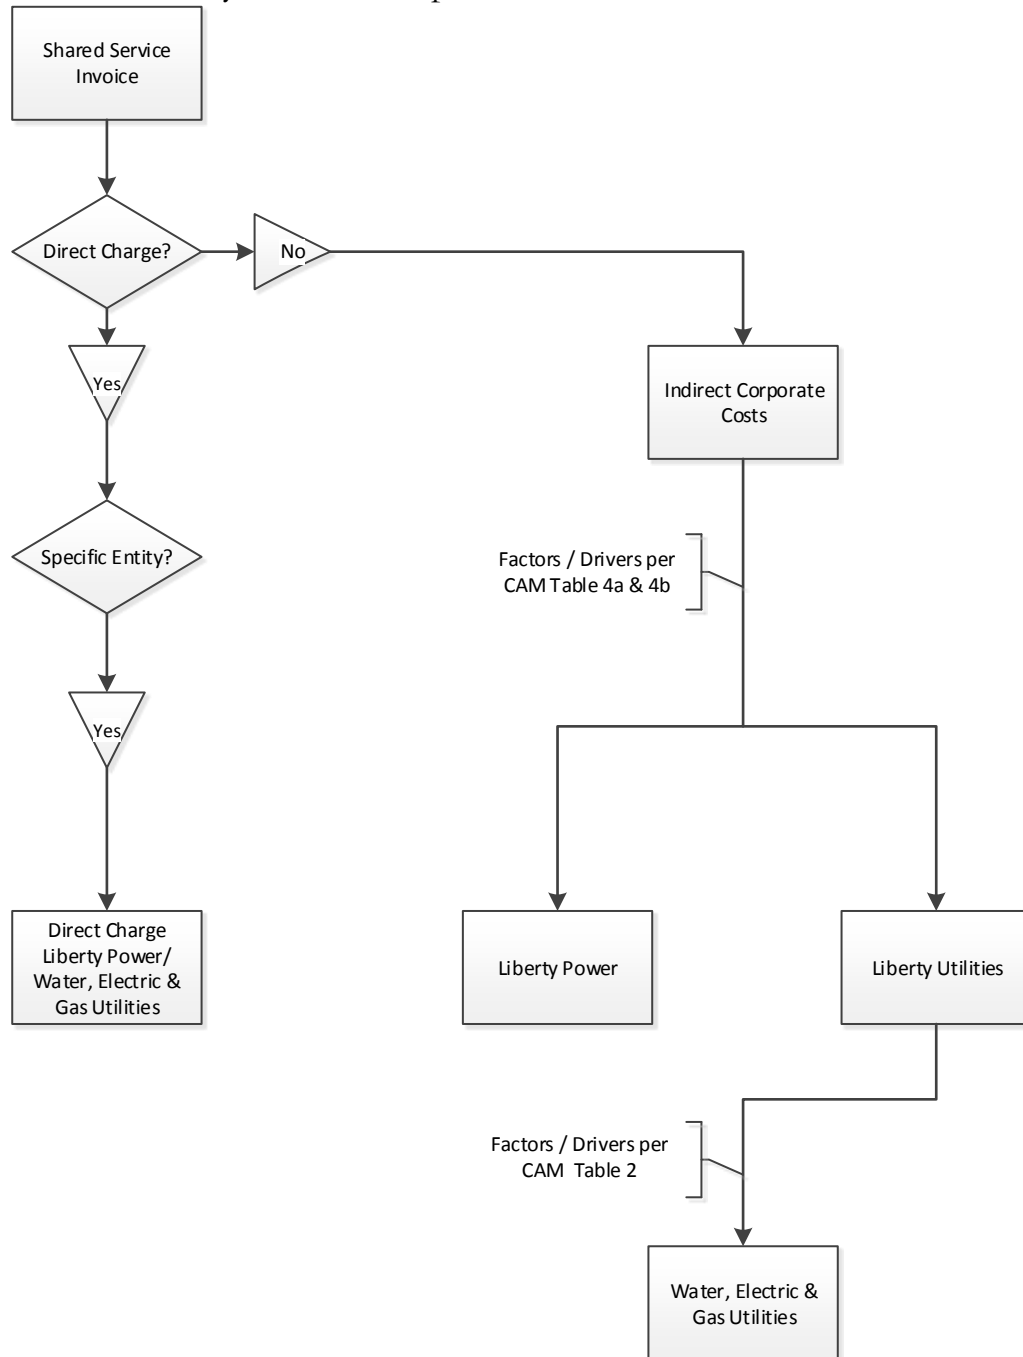 Shared Service
Invoice
Direct Charge?
No
Yes
Indirect Corporate
Costs
Specific Entity?
Factors / Drivers per
CAM Table 4a & 4b
Yes
Direct Charge
Liberty Power/
Water, Electric &
Gas Utilities
Liberty Power
Liberty Utilities
Factors / Drivers per
CAM Table 2
Water, Electric &
Gas Utilities